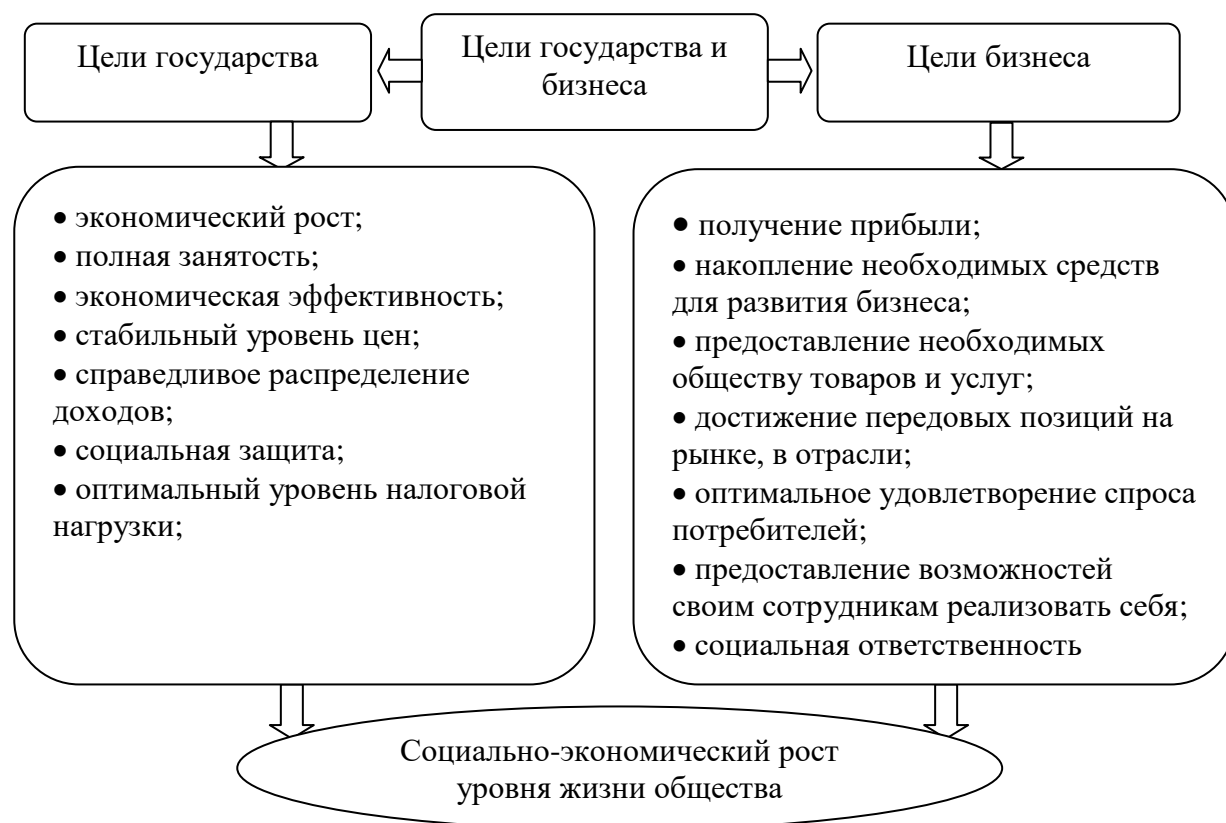 Цели государства
Цели государства и
бизнеса
Цели бизнеса
• экономический рост;
• полная занятость;
• экономическая эффективность;
• стабильный уровень цен;
• справедливое распределение
доходов;
• социальная защита;
• оптимальный уровень налоговой
нагрузки;
• получение прибыли;
• накопление необходимых средств
для развития бизнеса;
• предоставление необходимых
обществу товаров и услуг;
• достижение передовых позиций на
рынке, в отрасли;
• оптимальное удовлетворение спроса
потребителей;
• предоставление возможностей
своим сотрудникам реализовать себя;
• социальная ответственность
Социально-экономический рост
уровня жизни общества